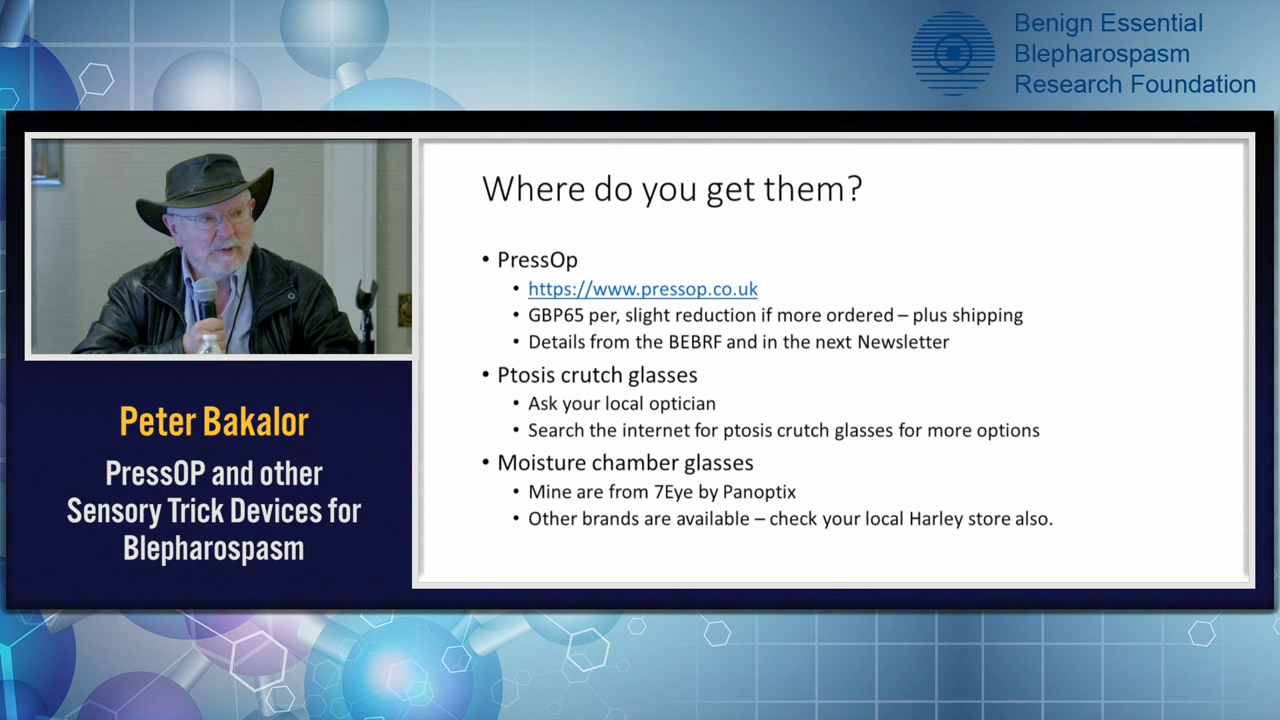 Benign Essential
Blepharospasm
Research Foundation
Where do you get them?
• PressOp
• https://www.pressop.co.uk
• GBP65 per, slight reduction if more ordered – plus shipping
• Details from the BEBRF and in the next Newsletter
• Ptosis crutch glasses
• Ask your local optician
• Search the internet for ptosis crutch glasses for more options
• Moisture chamber glasses
• Mine are from 7Eye by Panoptix
• Other brands are available – check your local Harley store also.
Peter Bakalor
PressOP and other
Sensory Trick Devices for
Blepharospasm